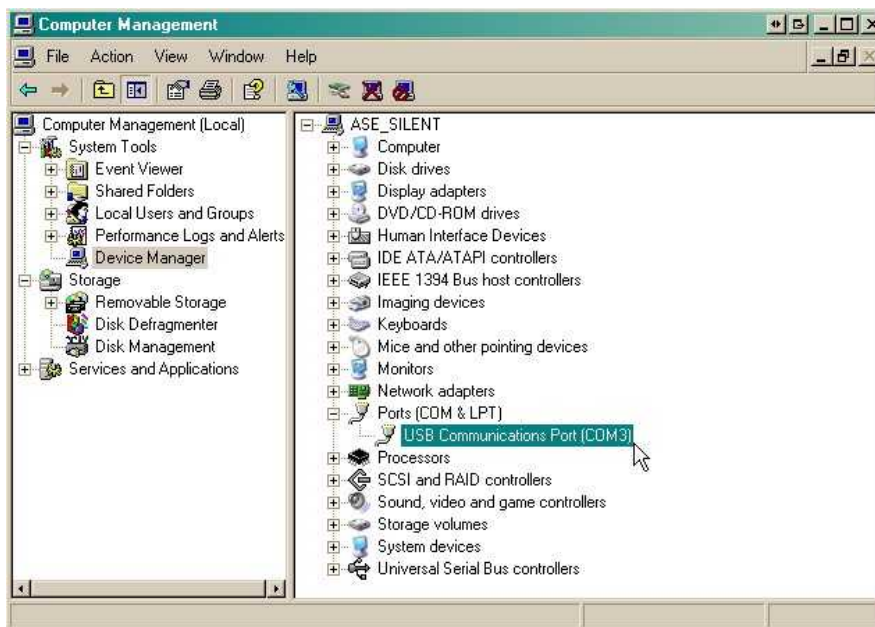 Computer Management
File Action View Window Help
Computer Management (Local)
System Tools
Event Viewer
Shared Folders
Local Users and Groups
Performance Logs and Alerts
Device Manager
Storage
Removable Storage
Disk Defragmenter
Disk Management
Services and Applications
ASE_SILENT
Computer
Disk drives
Display adapters
DVD/CD-ROM drives
Human Interface Devices
IDE ATA/ATAPI controllers
IEEE 1394 Bus host controllers
Imaging devices
Keyboards
Mice and other pointing devices
Monitors
Network adapters
Ports (COM & LPT)
USB Communications Port (COM3)
Processors
SCSI and RAID controllers
Sound, video and game controllers
Storage volumes
System devices
Universal Serial Bus controllers